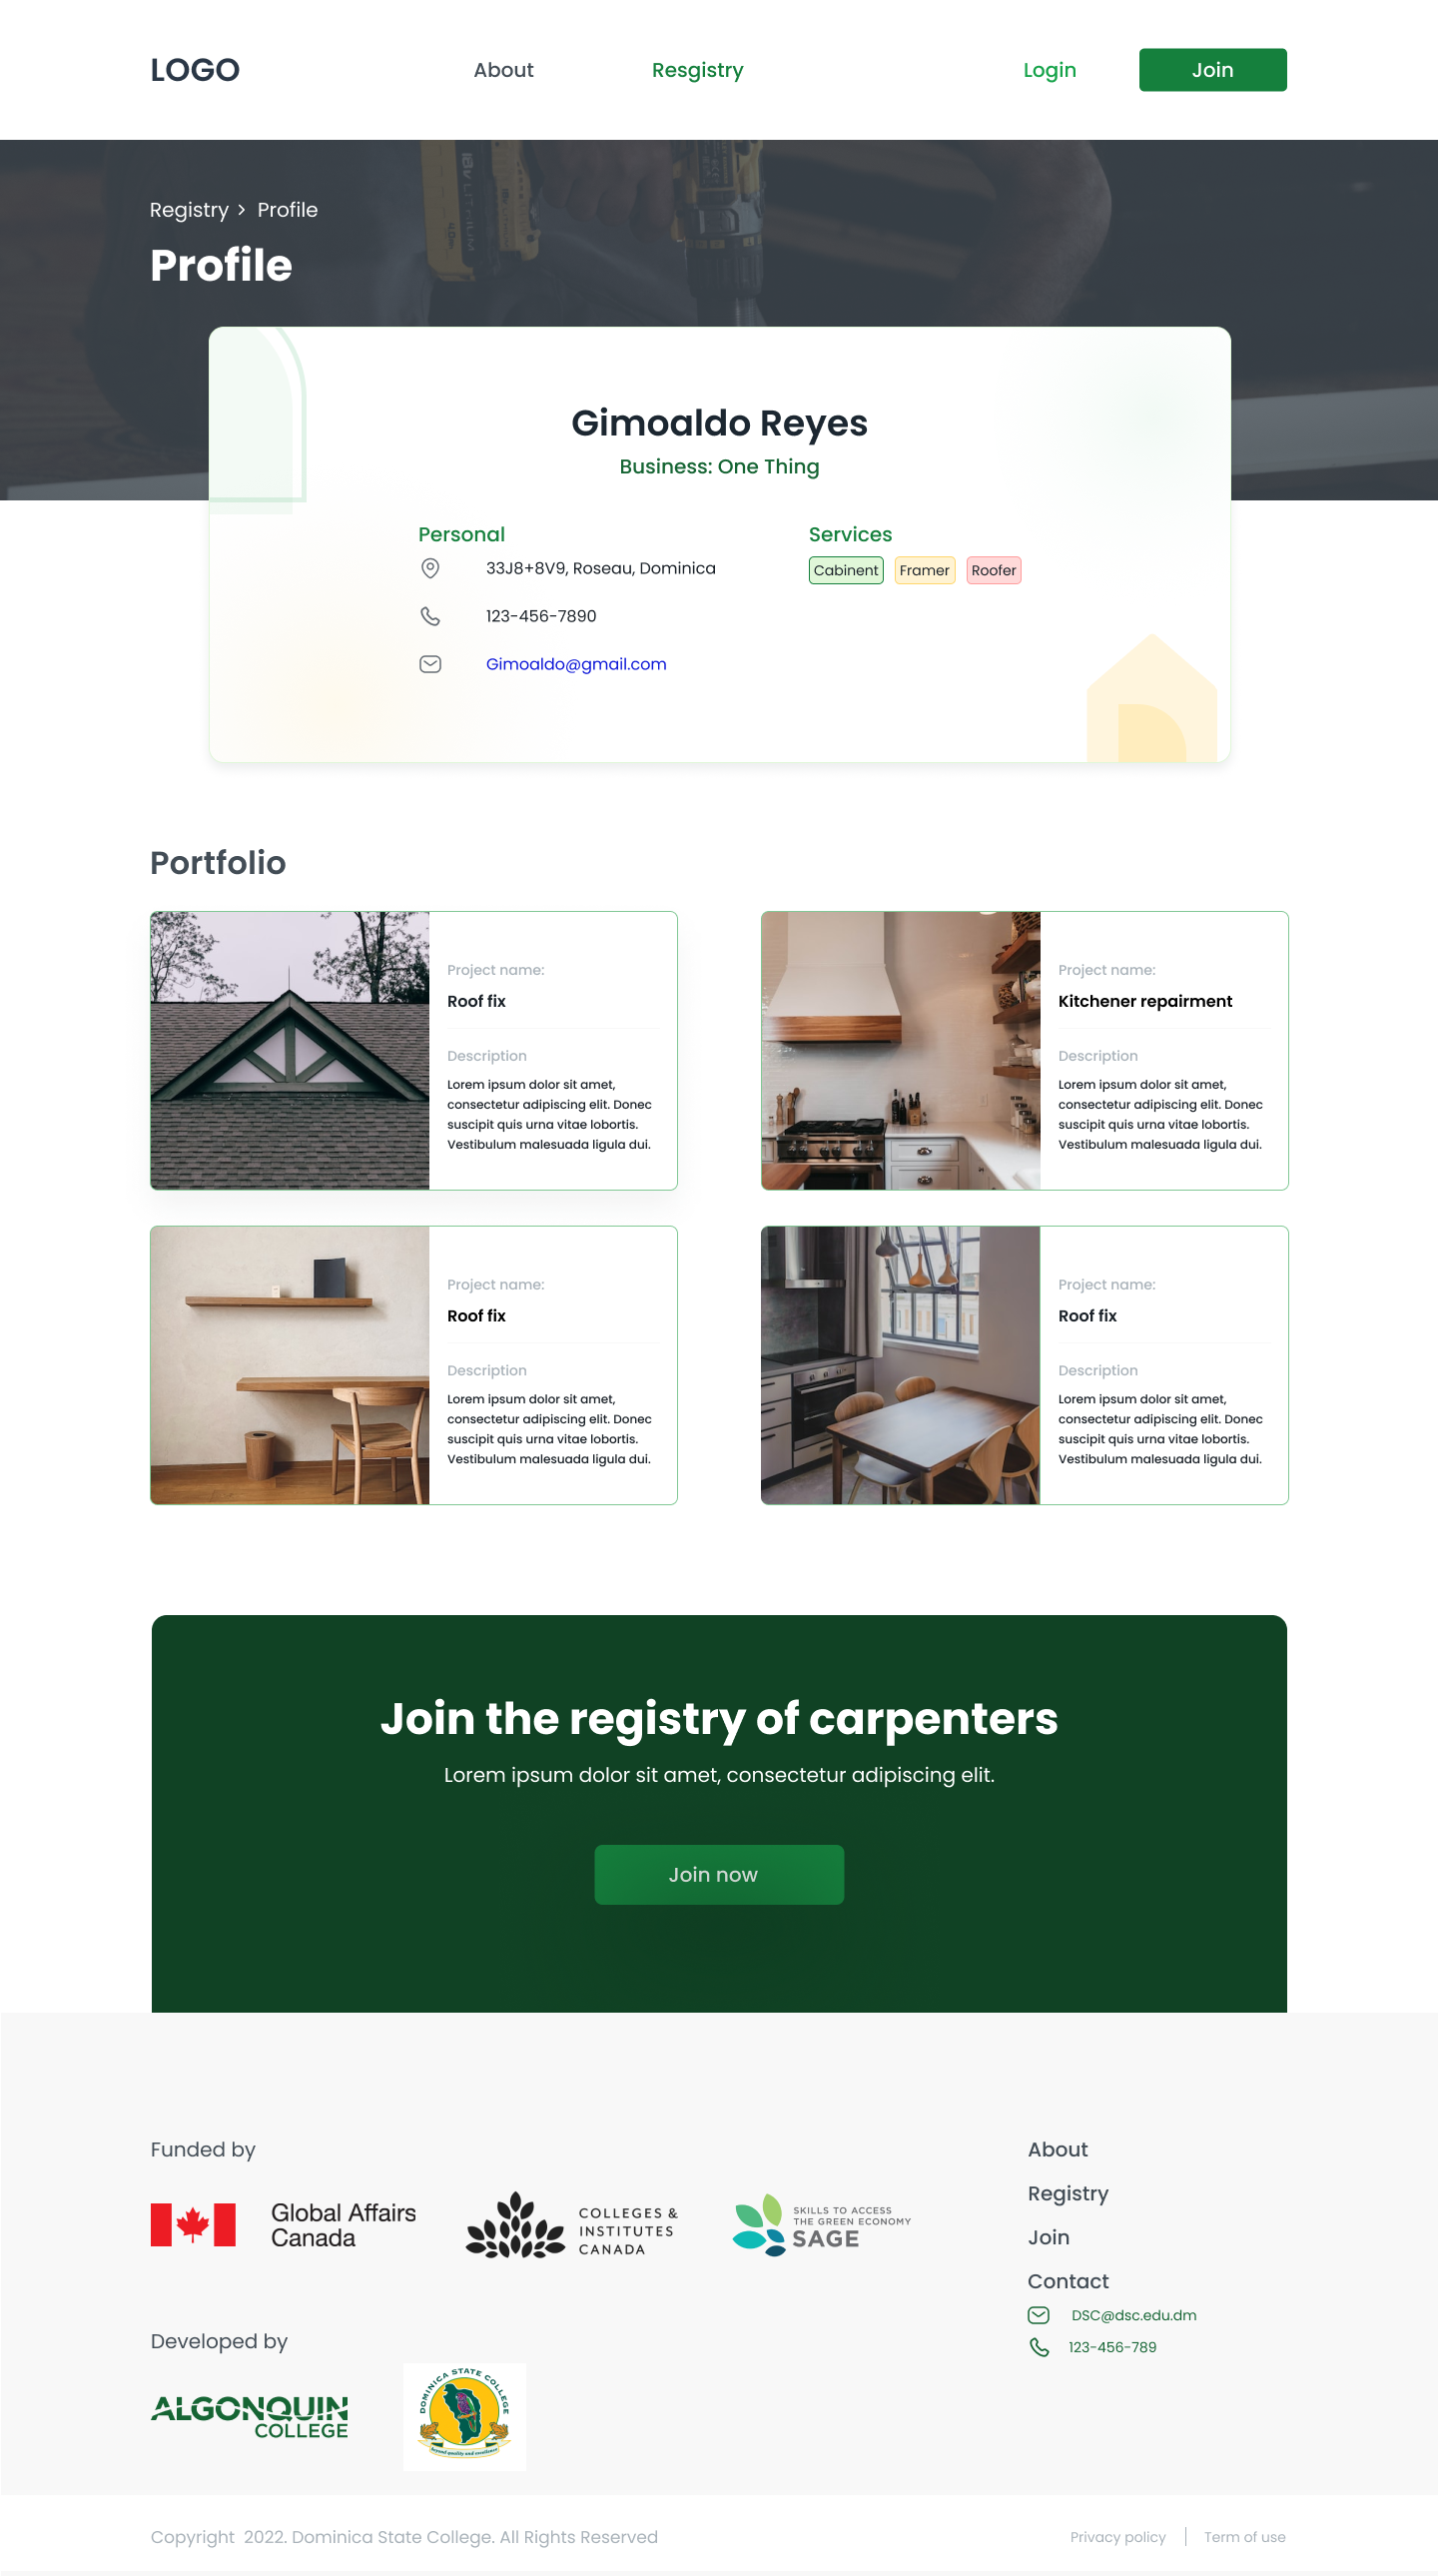 LOGO
About
Resgistry
Login
Join
Registry > Profile
Profile
Gimoaldo Reyes
Business: One Thing
Personal
33J8+8V9, Roseau, Dominica
123-456-7890
Gimoaldo@gmail.com
Services
Cabinent
Framer
Roofer
Portfolio
Project name:
Roof fix
Description
Lorem ipsum dolor sit amet,
consectetur adipiscing elit. Donec
suscipit quis urna vitae lobortis.
Vestibulum malesuada ligula dui.
Project name:
Kitchener repairment
Description
Lorem ipsum dolor sit amet,
consectetur adipiscing elit. Donec
suscipit quis urna vitae lobortis.
Vestibulum malesuada ligula dui.
Project name:
Roof fix
Description
Lorem ipsum dolor sit amet,
consectetur adipiscing elit. Donec
suscipit quis urna vitae lobortis.
Vestibulum malesuada ligula dui.
Project name:
Roof fix
Description
Lorem ipsum dolor sit amet,
consectetur adipiscing elit. Donec
suscipit quis urna vitae lobortis.
Vestibulum malesuada ligula dui.
Join the registry of carpenters
Lorem ipsum dolor sit amet, consectetur adipiscing elit.
Join now
Funded by
Global Affairs
Canada
COLLEGES &
INSTITUTES
CANADA
SKILLS TO ACCESS
THE GREEN ECONOMY
SAGE
About
Registry
Join
Contact
DSC@dsc.edu.dm
123-456-789
Developed by
ALGONQUIN
COLLEGE
DOMINICA STATE COLLEGE
beyond quality and excellence
Copyright 2022. Dominica State College. All Rights Reserved
Privacy policy
Term of use